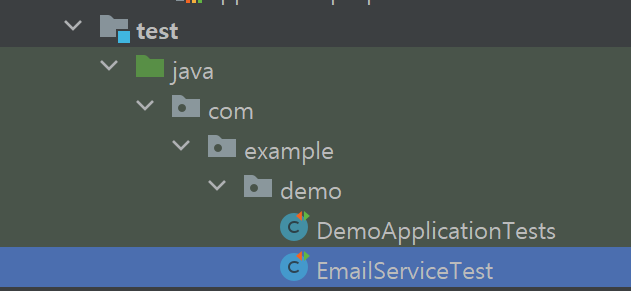 test
java
com
example
demo
DemoApplicationTests
EmailServiceTest